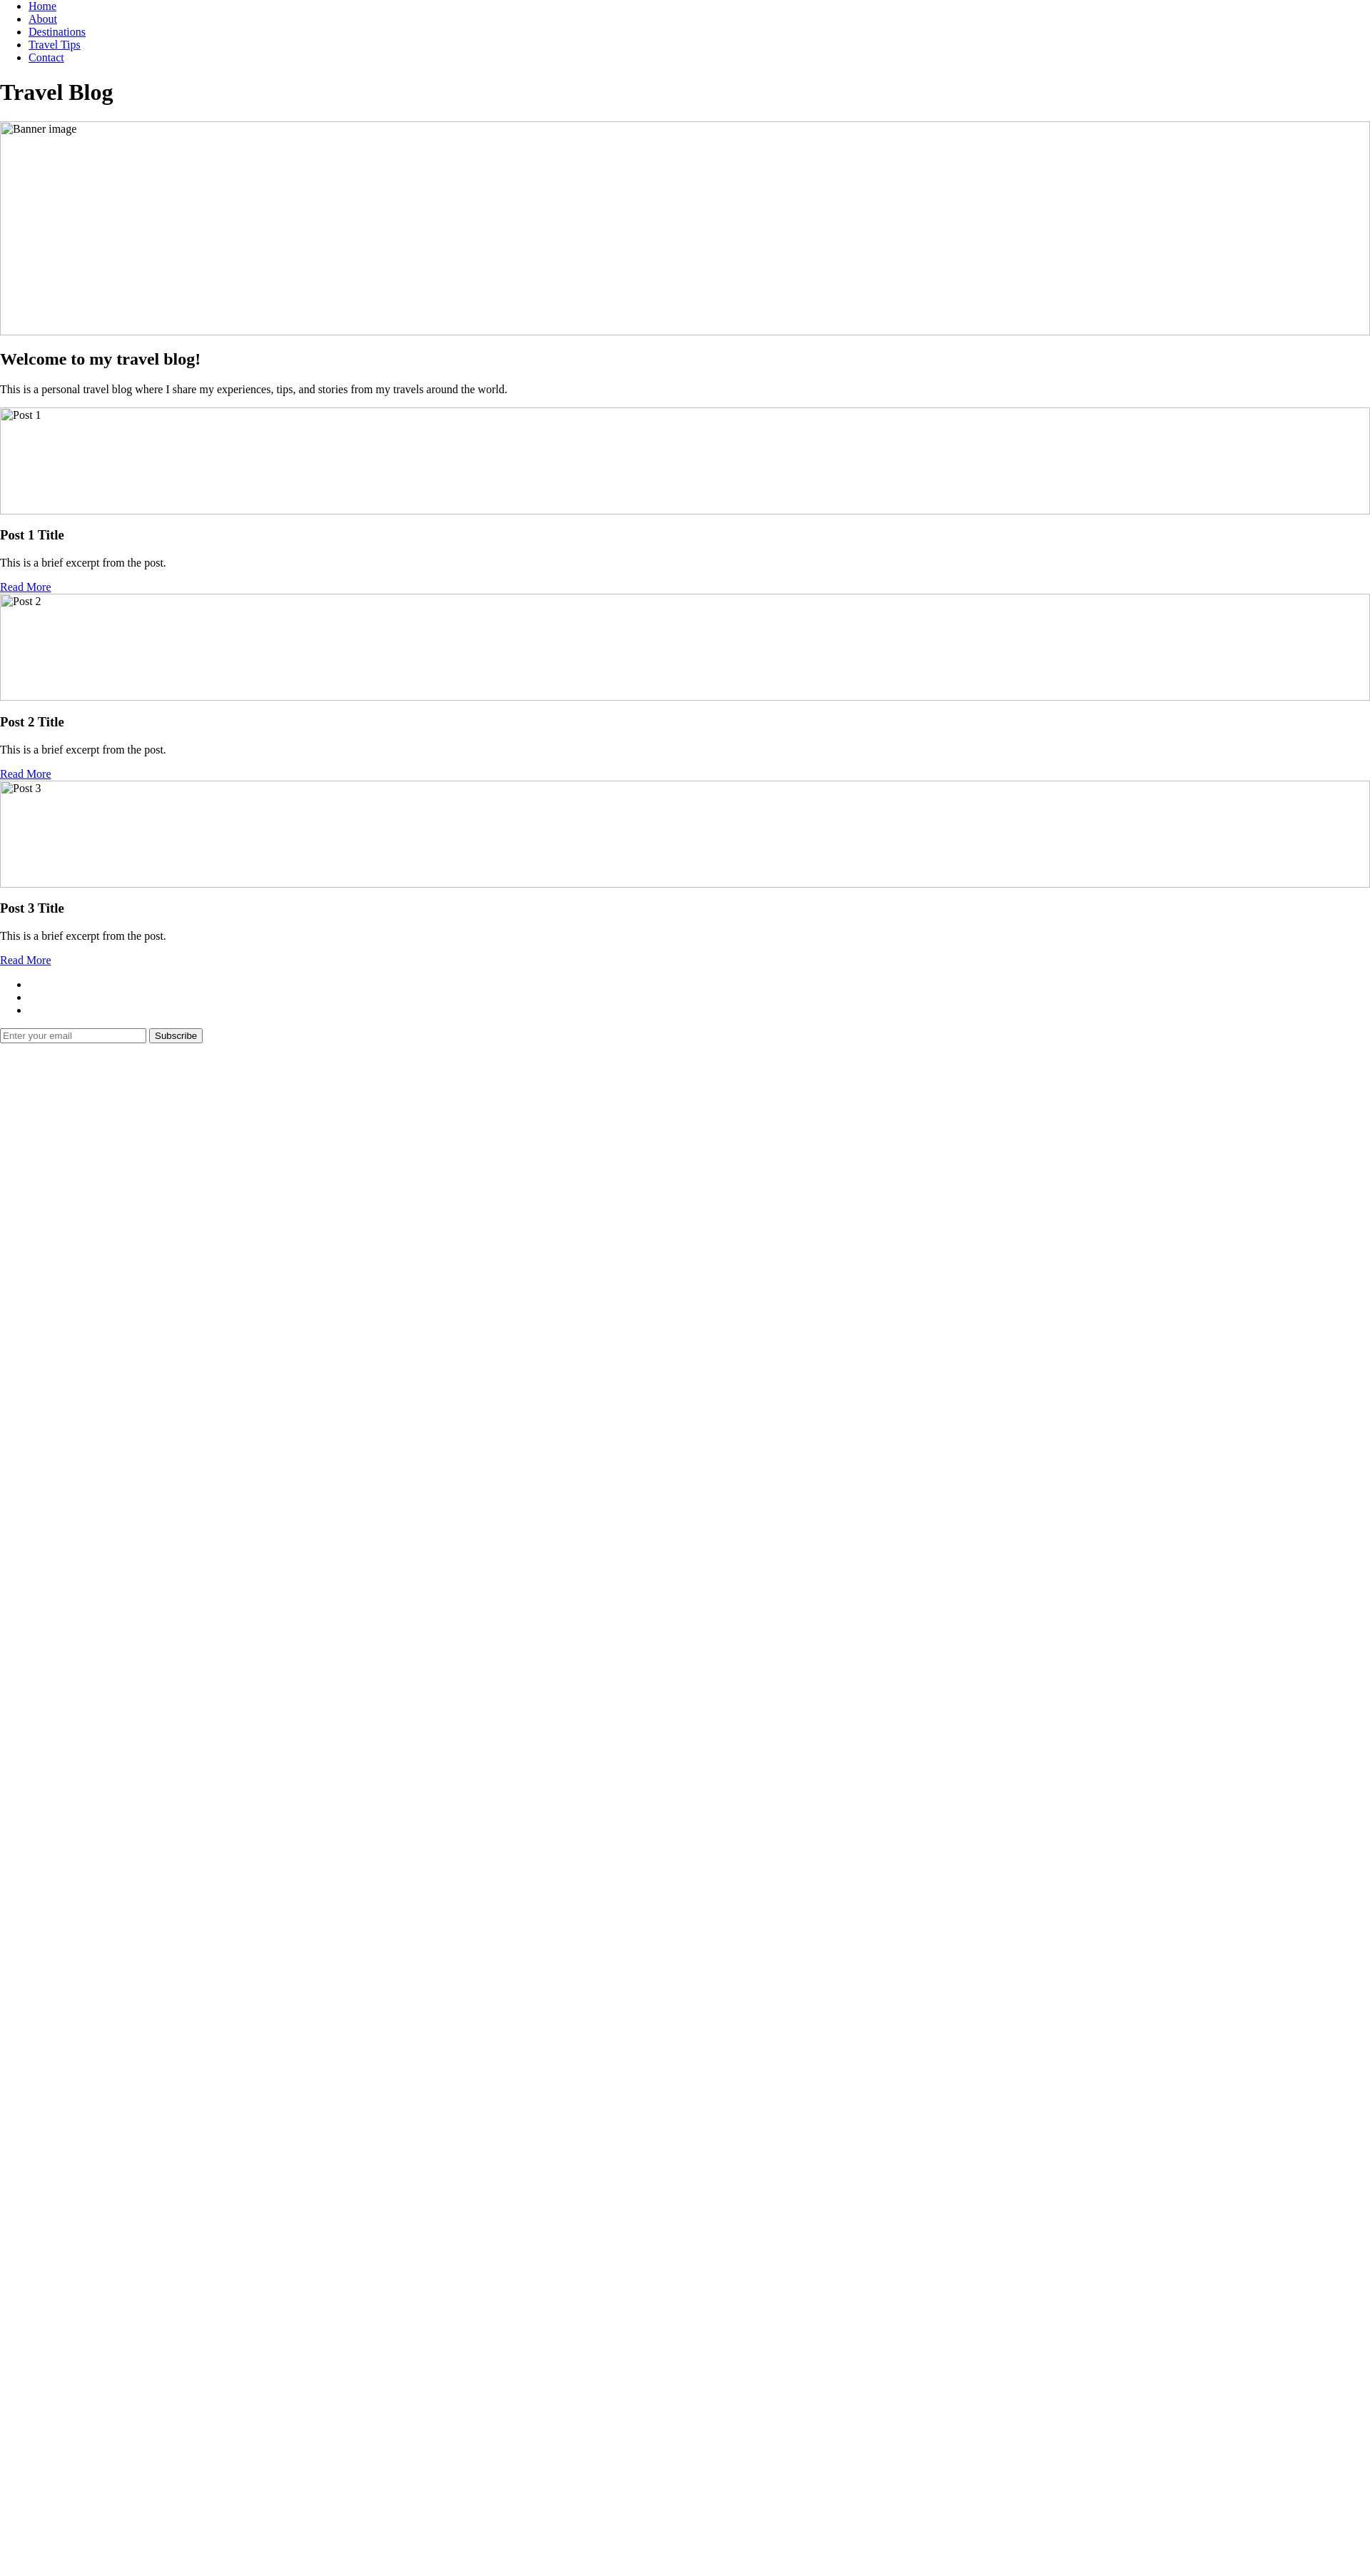 Home
About
Destinations
Travel Tips
Contact
Travel Blog
Banner image
Welcome to my travel blog!
This is a personal travel blog where I share my experiences, tips, and stories from my travels around the world.
Post 1
Post 1 Title
This is a brief excerpt from the post.
Read More
Post 2
Post 2 Title
This is a brief excerpt from the post.
Read More
Post 3
Post 3 Title
This is a brief excerpt from the post.
Read More
Enter your email Subscribe